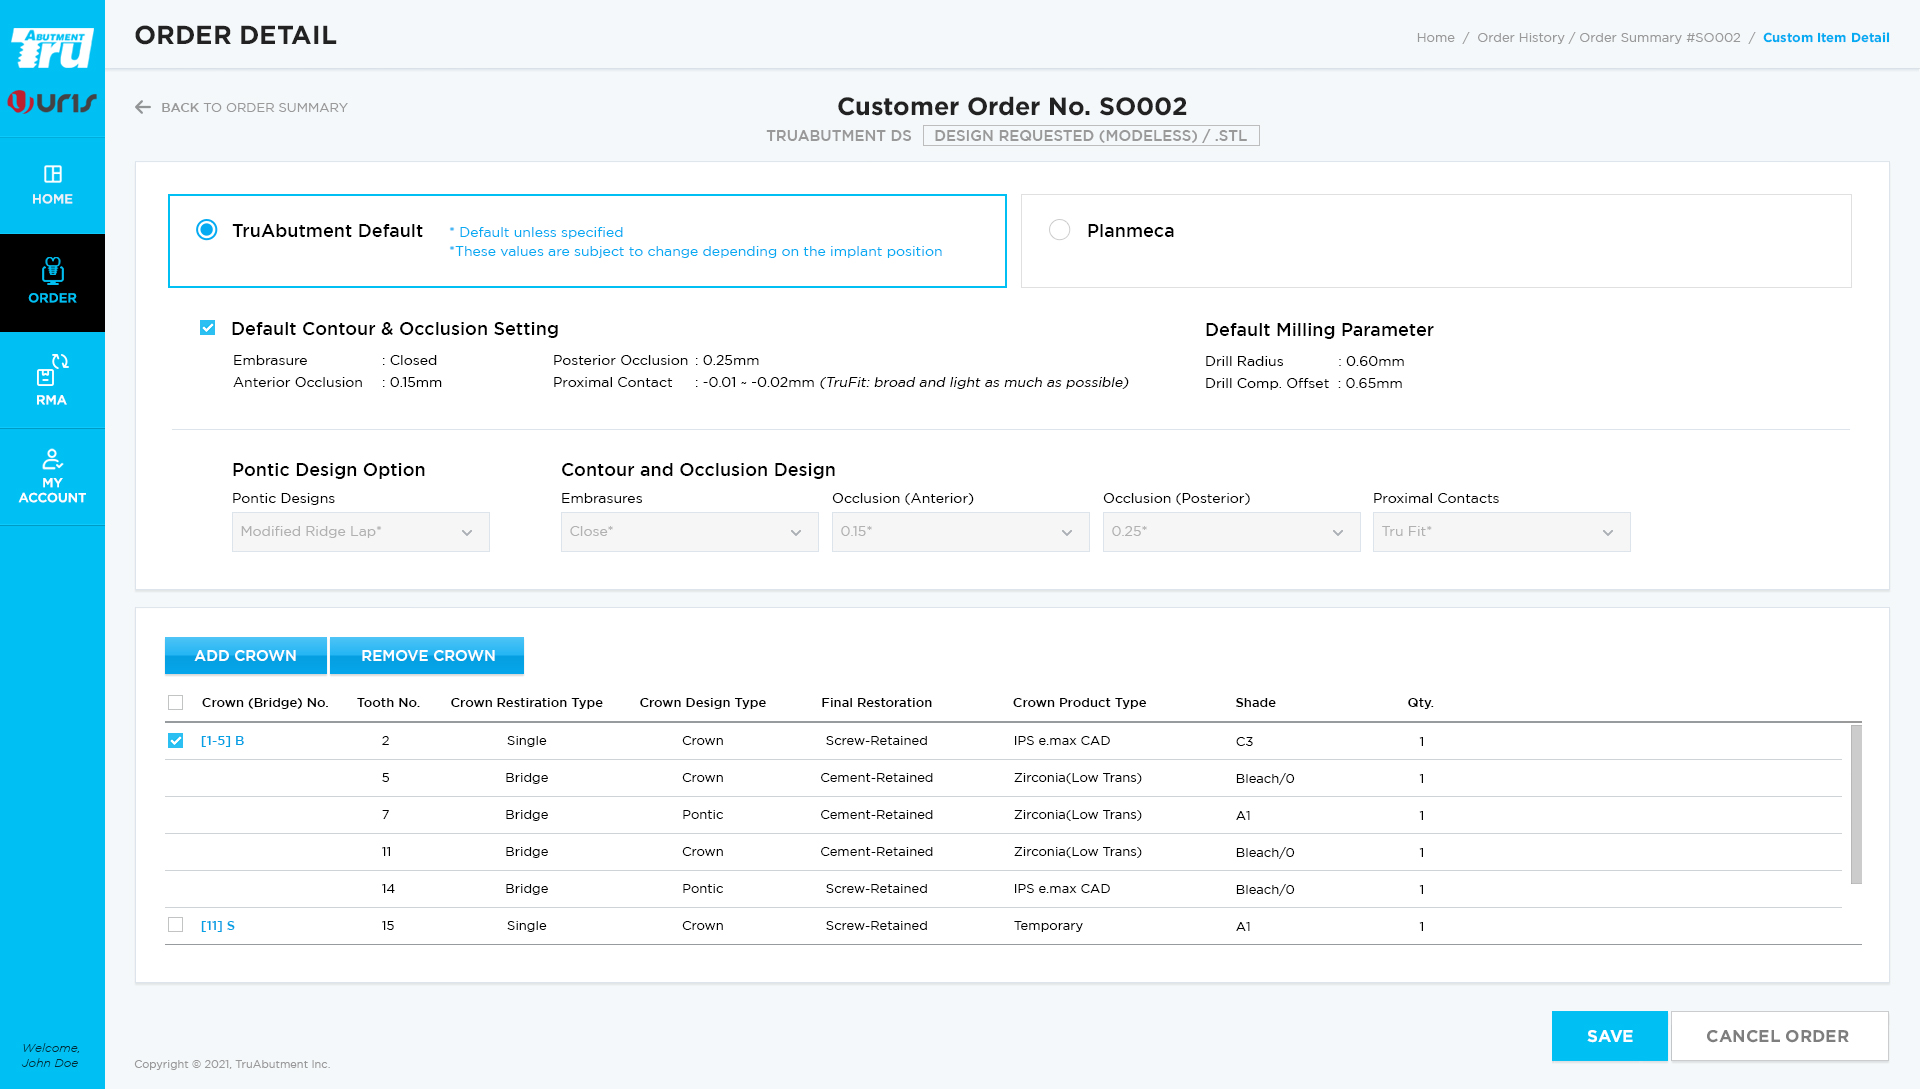 ABUTMENT
Tru
uris
HOME
ORDER
RMA
MY
ACCOUNT
Welcome,
John Doe
ORDER DETAIL
Home / Order History / Order Summary #SO002 / Custom Item Detail
BACK TO ORDER SUMMARY
Customer Order No. SO002
TRUABUTMENT DS DESIGN REQUESTED (MODELESS) / .STL
TruAbutment Default
* Default unless specified
*These values are subject to change depending on the implant position
Planmeca
Default Contour & Occlusion Setting
Embrasure : Closed Posterior Occlusion : 0.25mm
Anterior Occlusion : 0.15mm Proximal Contact : -0.01 ~ -0.02mm (TruFit: broad and light as much as possible)
Default Milling Parameter
Drill Radius : 0.60mm
Drill Comp. Offset : 0.65mm
Pontic Design Option
Pontic Designs
Modified Ridge Lap*
Contour and Occlusion Design
Embrasures Occlusion (Anterior) Occlusion (Posterior) Proximal Contacts
Close* 0.15* 0.25* Tru Fit*
ADD CROWN REMOVE CROWN
Crown (Bridge) No. Tooth No. Crown Restiration Type Crown Design Type Final Restoration Crown Product Type Shade Qty.
[1-5] B 2 Single Crown Screw-Retained IPS e.max CAD C3 1
5 Bridge Crown Cement-Retained Zirconia(Low Trans) Bleach/0 1
7 Bridge Pontic Cement-Retained Zirconia(Low Trans) A1 1
11 Bridge Crown Cement-Retained Zirconia(Low Trans) Bleach/0 1
14 Bridge Pontic Screw-Retained IPS e.max CAD Bleach/0 1
[11] S 15 Single Crown Screw-Retained Temporary A1 1
SAVE CANCEL ORDER
Copyright © 2021, TruAbutment Inc.